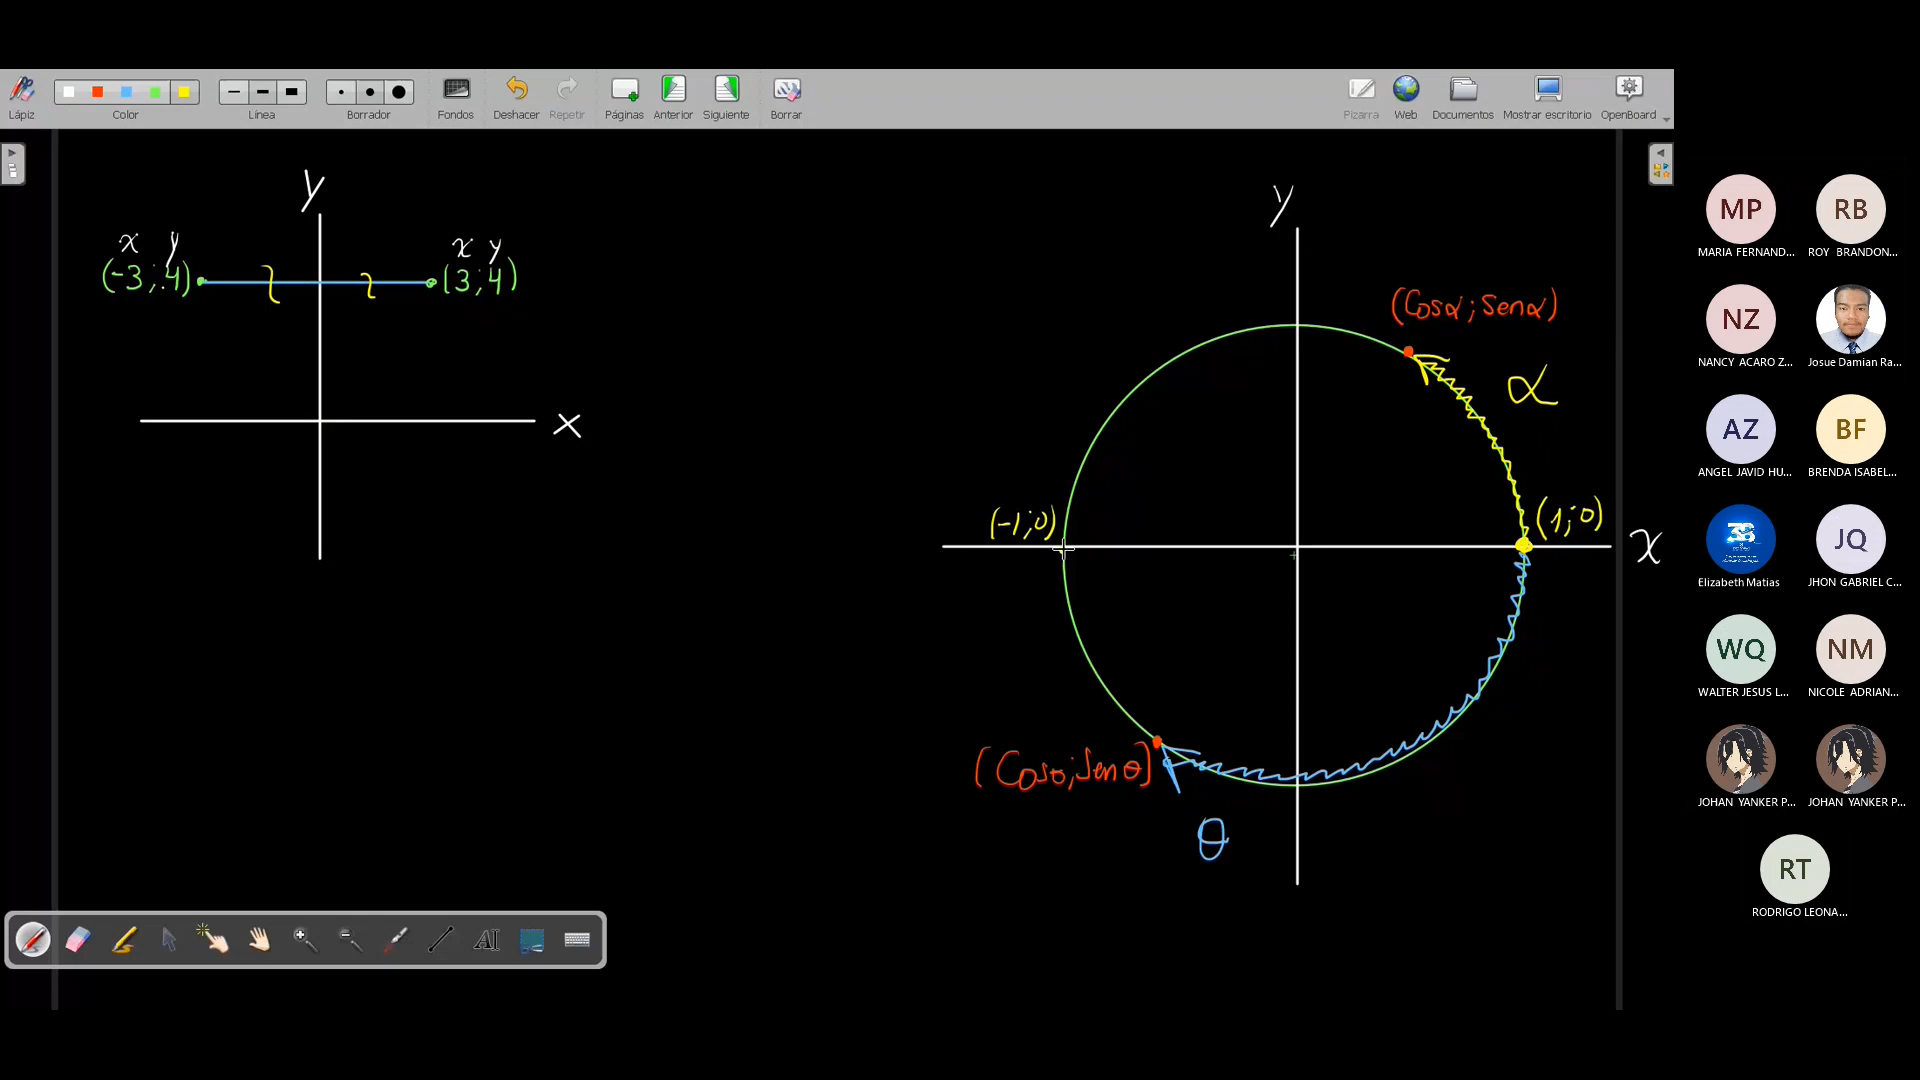 Lápiz
Color
Línea
Borrador
Fondos
Deshacer
Repetir
Páginas
Anterior
Siguiente
Borrar
Pizarra
Web
Documentos
Mostrar escritorio
OpenBoard
y
x y
(-3;4)
x y
(3;4)
x
y
(Cosα;Senα)
α
(-1;0)
(1;0)
x
(Cosθ;Senθ)
θ
AI
MP
MARIA FERNAND...
RB
ROY BRANDON...
NZ
NANCY ACARO Z...
Josue Damian Ra...
AZ
ANGEL JAVID HU...
BF
BRENDA ISABEL...
38
Elizabeth Matias
JQ
JHON GABRIEL C...
WQ
WALTER JESUS L...
NM
NICOLE ADRIAN...
JOHAN YANKER P...
JOHAN YANKER P...
RT
RODRIGO LEONA...